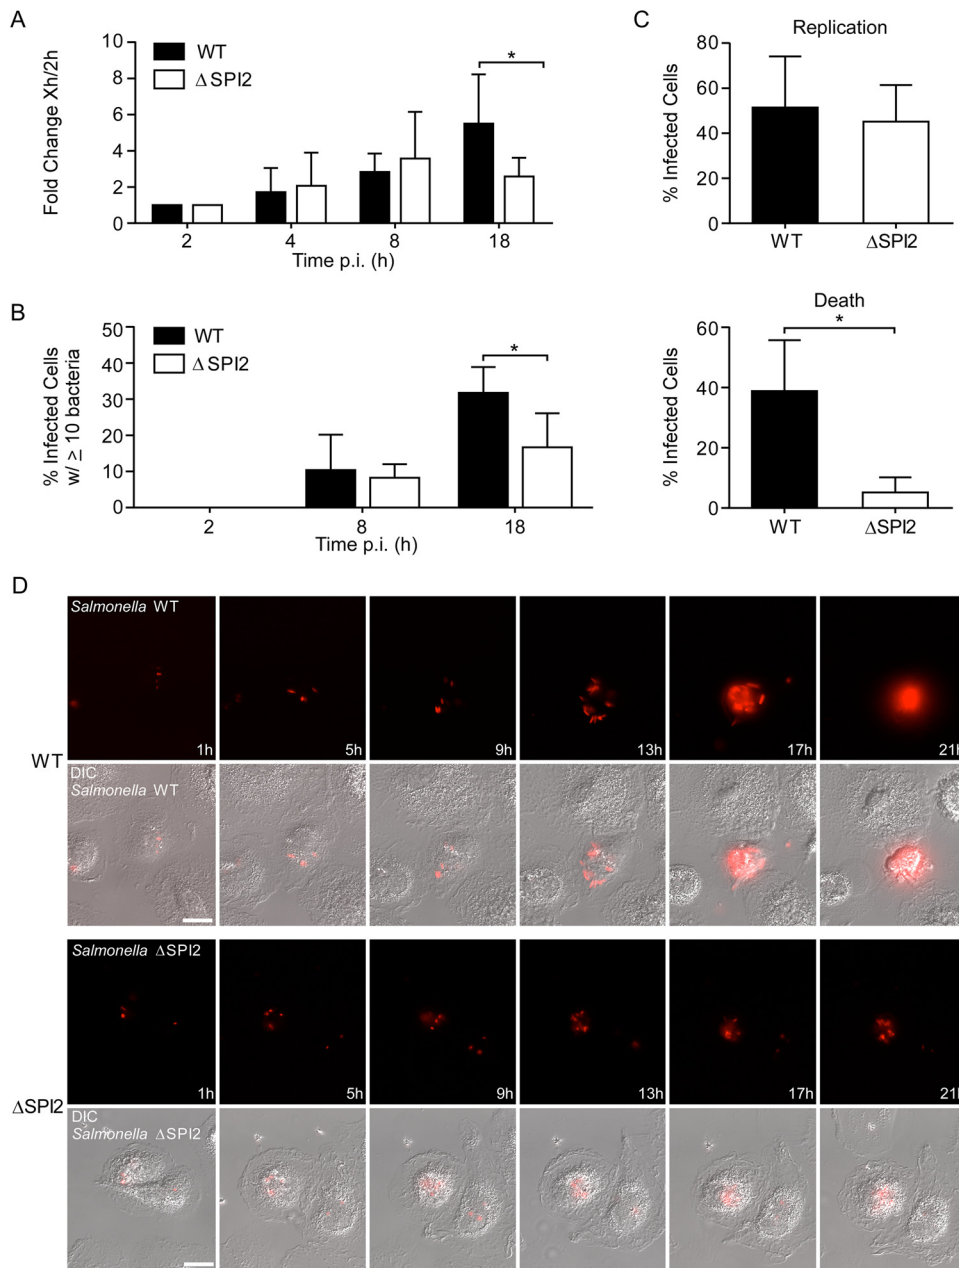 A
Fold Change Xh/2h
10
8
6
4
2
0
WT
ΔSPI2
*
2
4
8
18
Time p.i. (h)
B
% Infected Cells
w/ ≥ 10 bacteria
50
40
30
20
10
0
WT
ΔSPI2
*
2
8
18
Time p.i. (h)
C
Replication
% Infected Cells
80
60
40
20
0
WT
ΔSPI2
Death
% Infected Cells
60
40
20
0
*
WT
ΔSPI2
D
WT
Salmonella WT
1h
5h
9h
13h
17h
21h
DIC
Salmonella WT
ΔSPI2
Salmonella ΔSPI2
1h
5h
9h
13h
17h
21h
DIC
Salmonella ΔSPI2